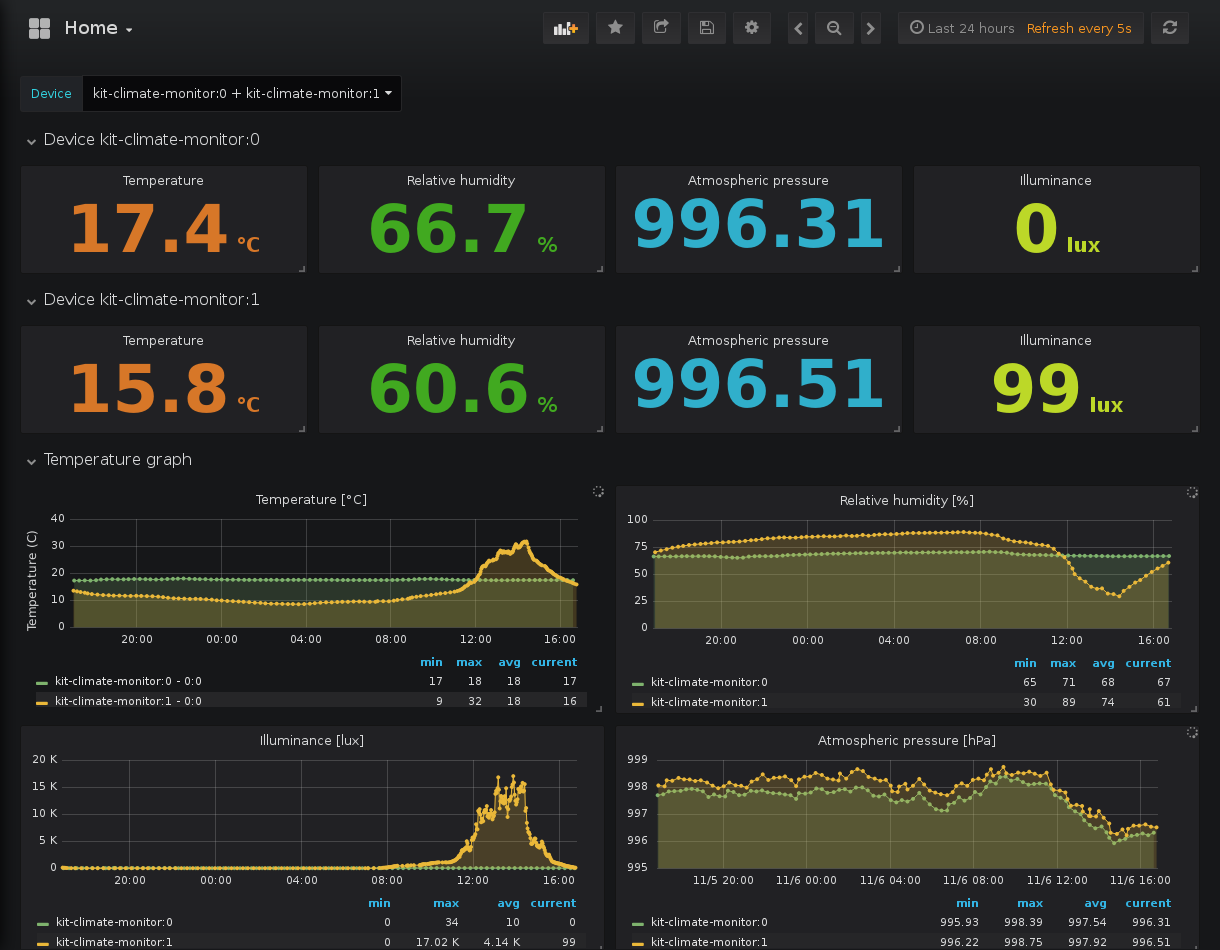 Home
Last 24 hours Refresh every 5s
Device kit-climate-monitor:0 + kit-climate-monitor:1
Device kit-climate-monitor:0
Temperature Relative humidity Atmospheric pressure Illuminance
17.4 °C 66.7 % 996.31 0 lux
Device kit-climate-monitor:1
Temperature Relative humidity Atmospheric pressure Illuminance
15.8 °C 60.6 % 996.51 99 lux
Temperature graph
Temperature [°C]
Temperature (C)
40
30
20
10
0
20:00 00:00 04:00 08:00 12:00 16:00
min max avg current
kit-climate-monitor:0 - 0:0 17 18 18 17
kit-climate-monitor:1 - 0:0 9 32 18 16
Relative humidity [%]
100
75
50
25
0
20:00 00:00 04:00 08:00 12:00 16:00
min max avg current
kit-climate-monitor:0 65 71 68 67
kit-climate-monitor:1 30 89 74 61
Illuminance [lux]
20 K
15 K
10 K
5 K
0
20:00 00:00 04:00 08:00 12:00 16:00
min max avg current
kit-climate-monitor:0 0 34 10 0
kit-climate-monitor:1 0 17.02 K 4.14 K 99
Atmospheric pressure [hPa]
999
998
997
996
995
11/5 20:00 11/6 00:00 11/6 04:00 11/6 08:00 11/6 12:00 11/6 16:00
min max avg current
kit-climate-monitor:0 995.93 998.39 997.54 996.31
kit-climate-monitor:1 996.22 998.75 997.92 996.51